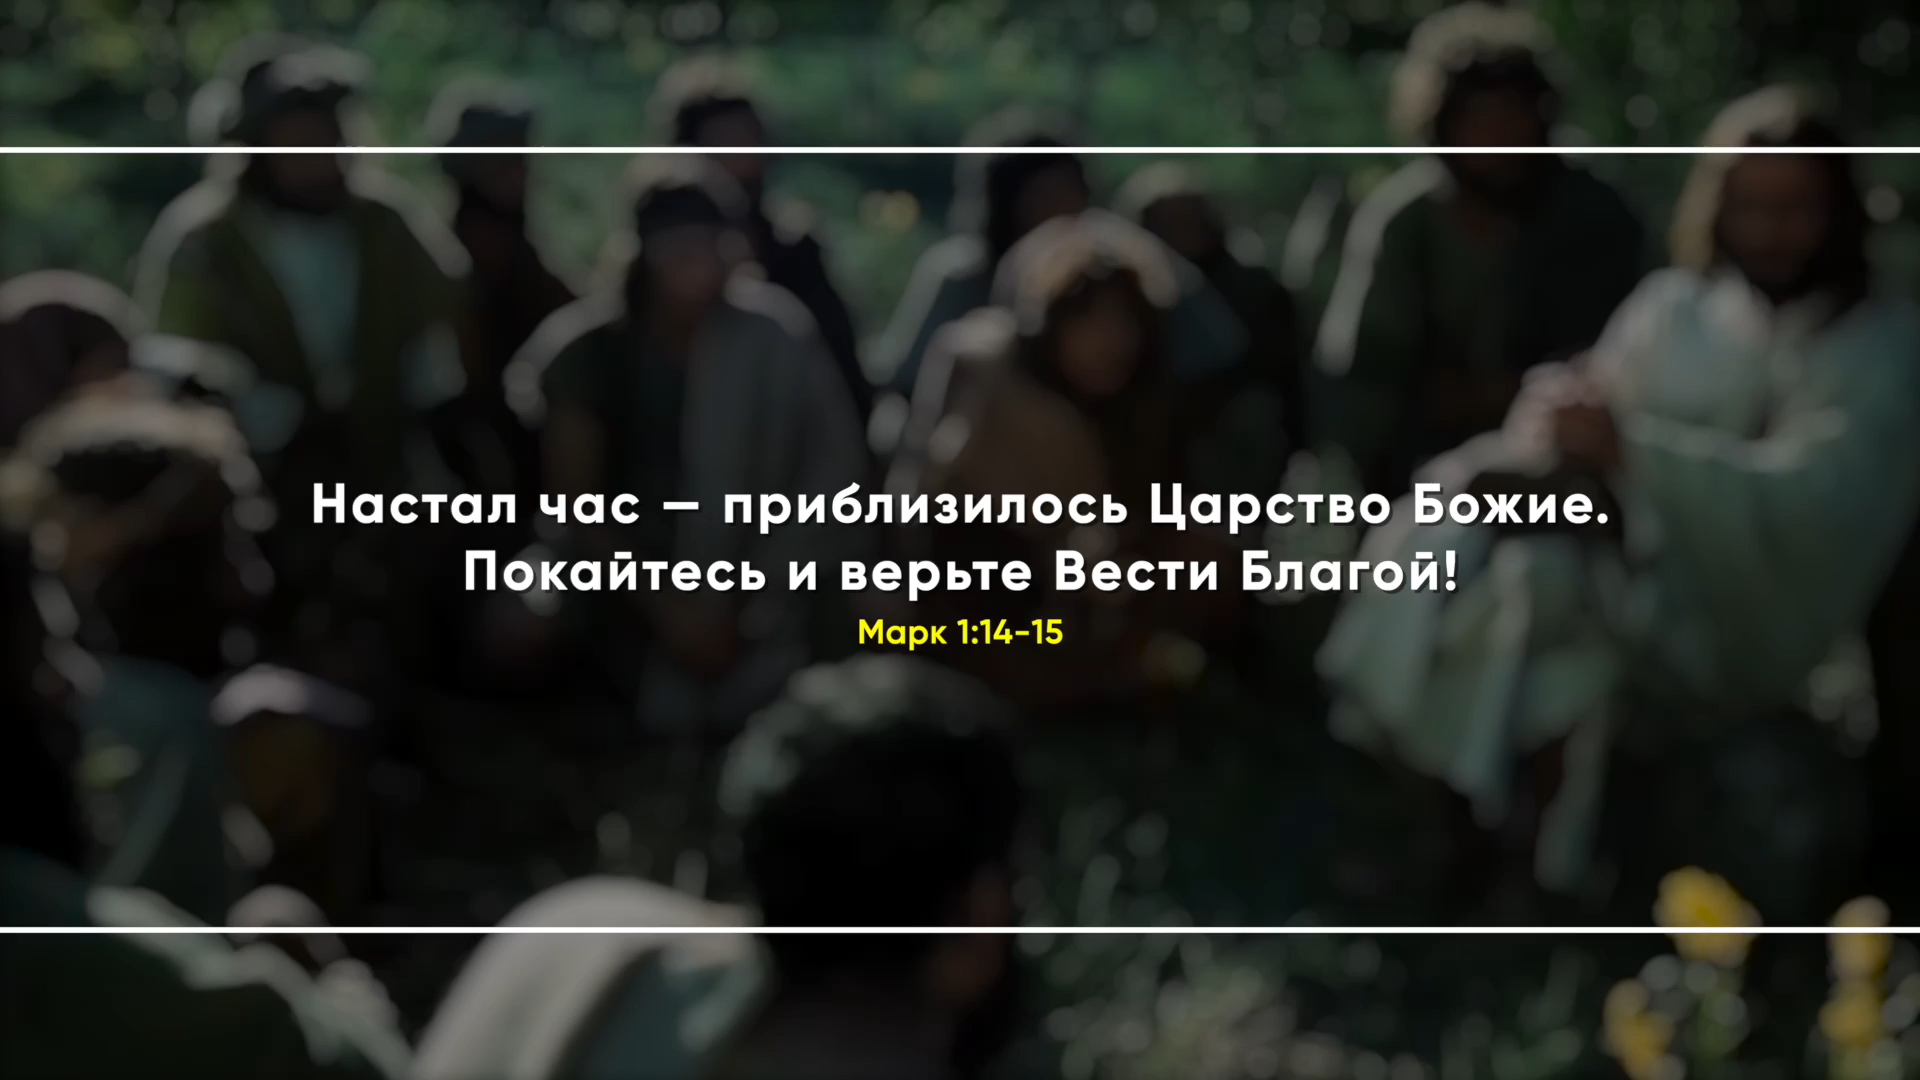 Настал час — приблизилось Царство Божие.
Покайтесь и верьте Вести Благой!
Марк 1:14-15